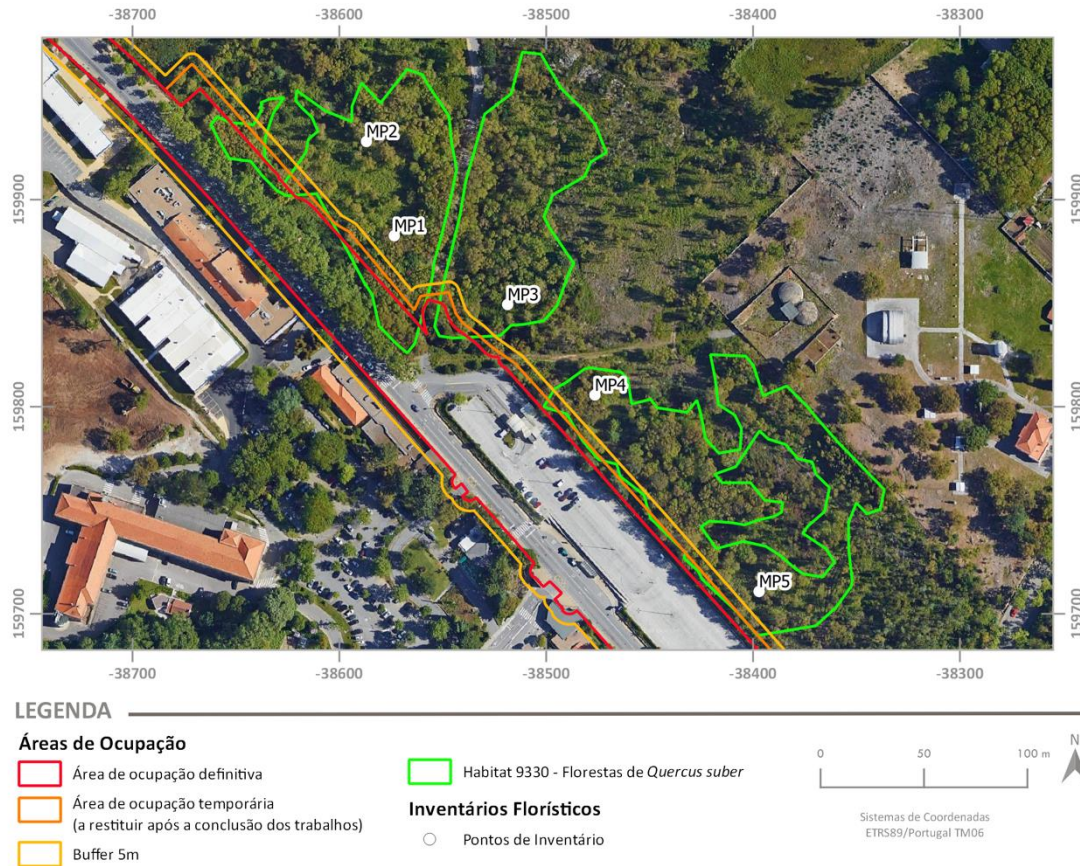 -38700 -38600 -38500 -38400 -38300
159900 159900
159800 159800
159700 159700
MP2
MP1
MP3
MP4
MP5
-38700 -38600 -38500 -38400 -38300
LEGENDA
Áreas de Ocupação
Área de ocupação definitiva
Área de ocupação temporária
(a restituir após a conclusão dos trabalhos)
Buffer 5m
Habitat 9330 - Florestas de Quercus suber
Inventários Florísticos
Pontos de Inventário
0 50 100 m
N
Sistemas de Coordenadas
ETRS89/Portugal TM06